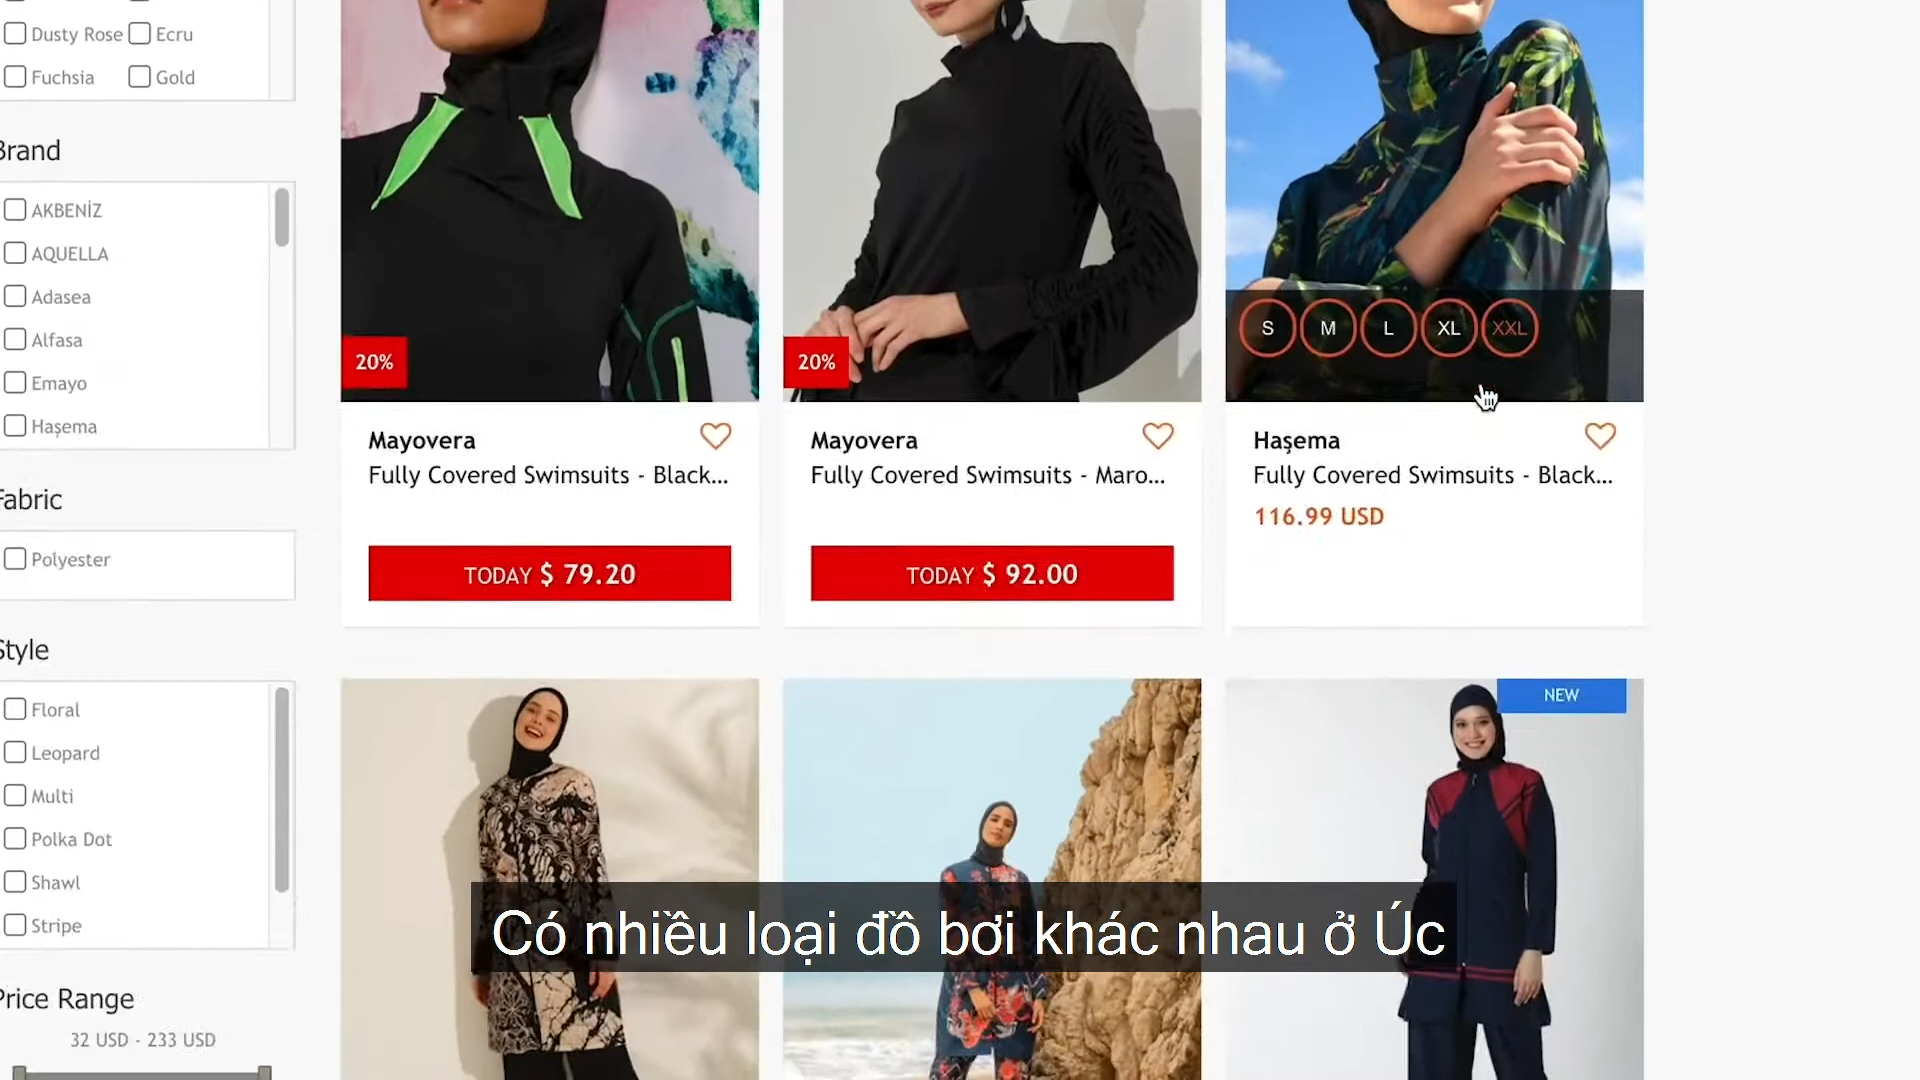 Dusty Rose Ecru
Fuchsia Gold
Brand
AKBENİZ
AQUELLA
Adasea
Alfasa
Emayo
Haşema
Fabric
Polyester
Style
Floral
Leopard
Multi
Polka Dot
Shawl
Stripe
Price Range
32 USD - 233 USD
20%
Mayovera
Fully Covered Swimsuits - Black...
TODAY $ 79.20
20%
Mayovera
Fully Covered Swimsuits - Maro...
TODAY $ 92.00
S M L XL XXL
Haşema
Fully Covered Swimsuits - Black...
116.99 USD
NEW
Có nhiều loại đồ bơi khác nhau ở Úc